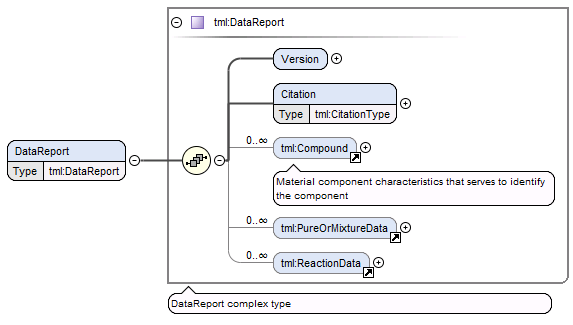 tml:DataReport
Version
Citation
Type tml:CitationType
0..∞
tml:Compound
Material component characteristics that serves to identify
the component
DataReport
Type tml:DataReport
0..∞
tml:PureOrMixtureData
0..∞
tml:ReactionData
DataReport complex type